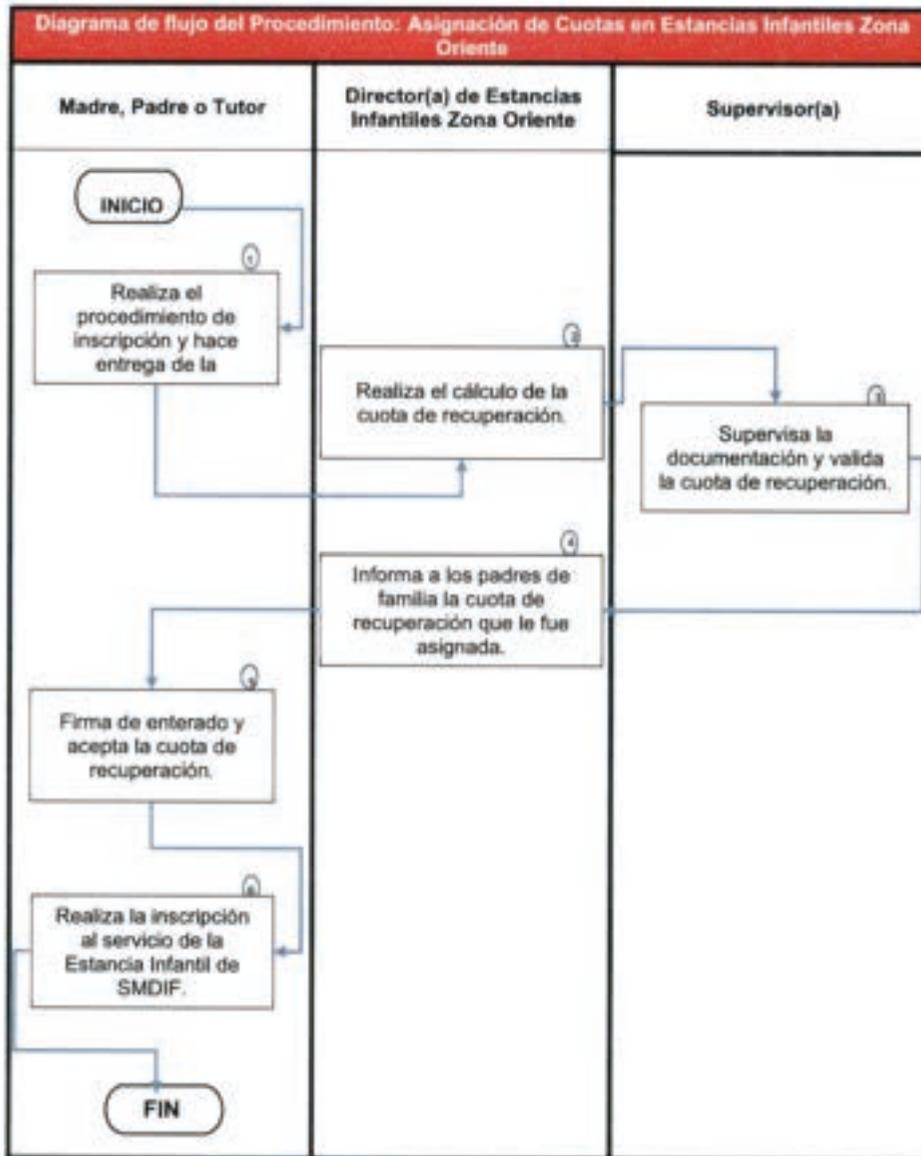 Diagrama de flujo del Procedimiento: Asignación de Cuotas en Estancias Infantiles Zona
Oriente
Madre, Padre o Tutor
Director(a) de Estancias
Infantiles Zona Oriente
Supervisor(a)
INICIO
1
Realiza el
procedimiento de
inscripción y hace
entrega de la
2
Realiza el cálculo de la
cuota de recuperación.
3
Supervisa la
documentación y valida
la cuota de recuperación.
4
Informa a los padres de
familia la cuota de
recuperación que le fue
asignada.
Firma de enterado y
acepta la cuota de
recuperación.
Realiza la inscripción
al servicio de la
Estancia Infantil de
SMDIF.
FIN